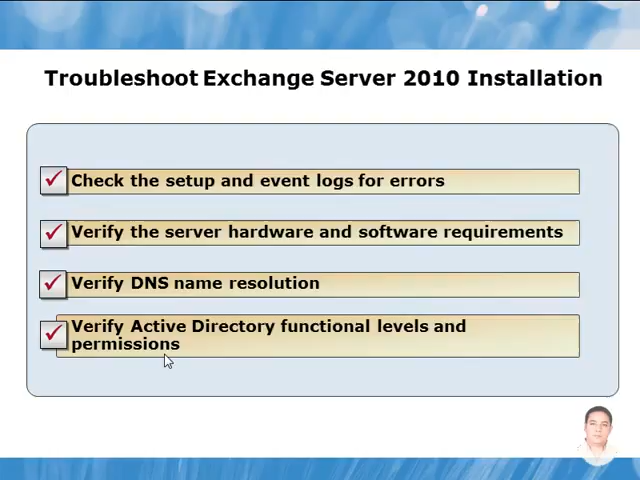 Troubleshoot Exchange Server 2010 Installation
Check the setup and event logs for errors
Verify the server hardware and software requirements
Verify DNS name resolution
Verify Active Directory functional levels and
permissions